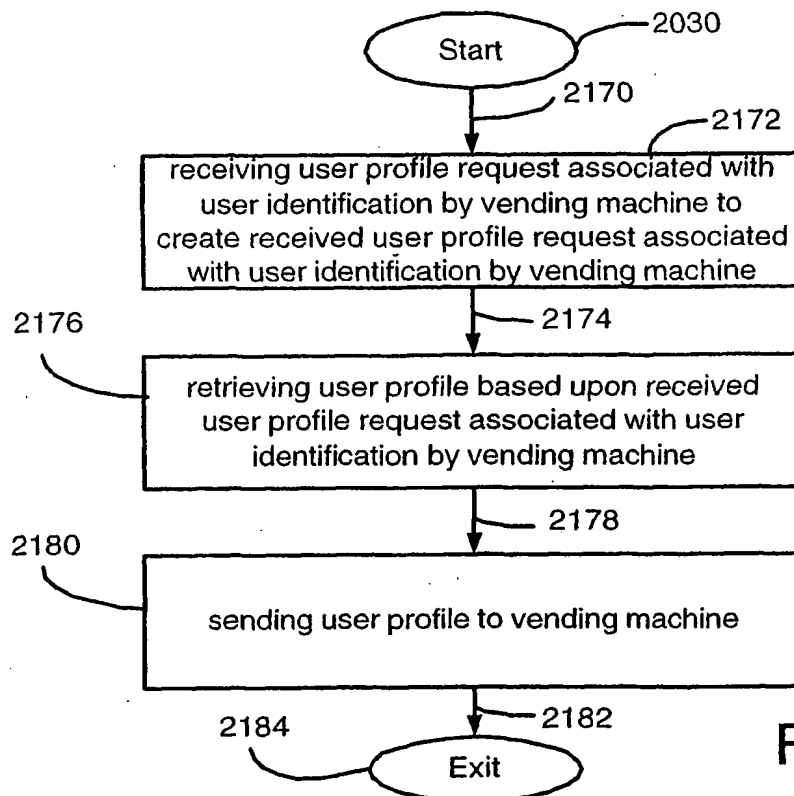 Start
2030
2170
2172
receiving user profile request associated with
user identification by vending machine to
create received user profile request associated
with user identification by vending machine
2174
2176
retrieving user profile based upon received
user profile request associated with user
identification by vending machine
2178
2180
sending user profile to vending machine
2182
2184
Exit
F